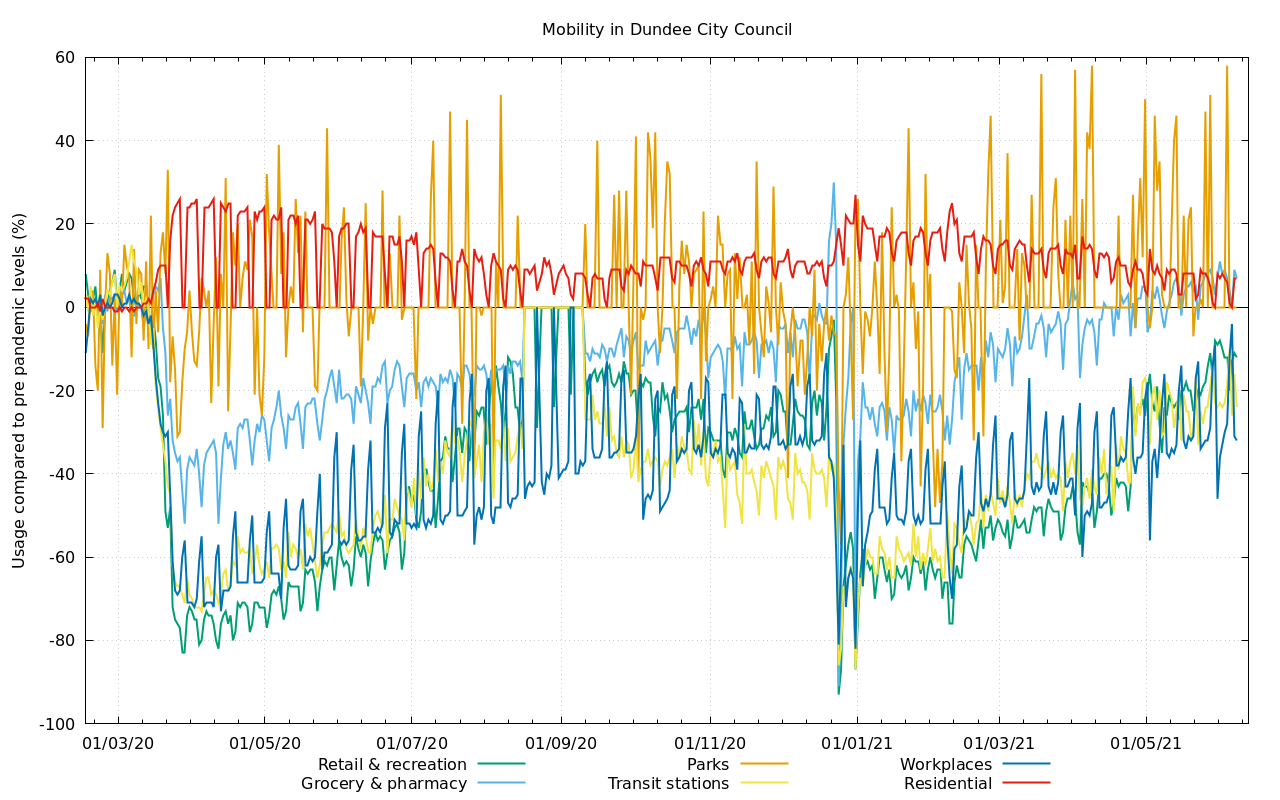 Mobility in Dundee City Council
Usage compared to pre pandemic levels (%)
60
40
20
0
-20
-40
-60
-80
-100
01/03/20 01/05/20 01/07/20 01/09/20 01/11/20 01/01/21 01/03/21 01/05/21
Retail & recreation Parks Workplaces
Grocery & pharmacy Transit stations Residential